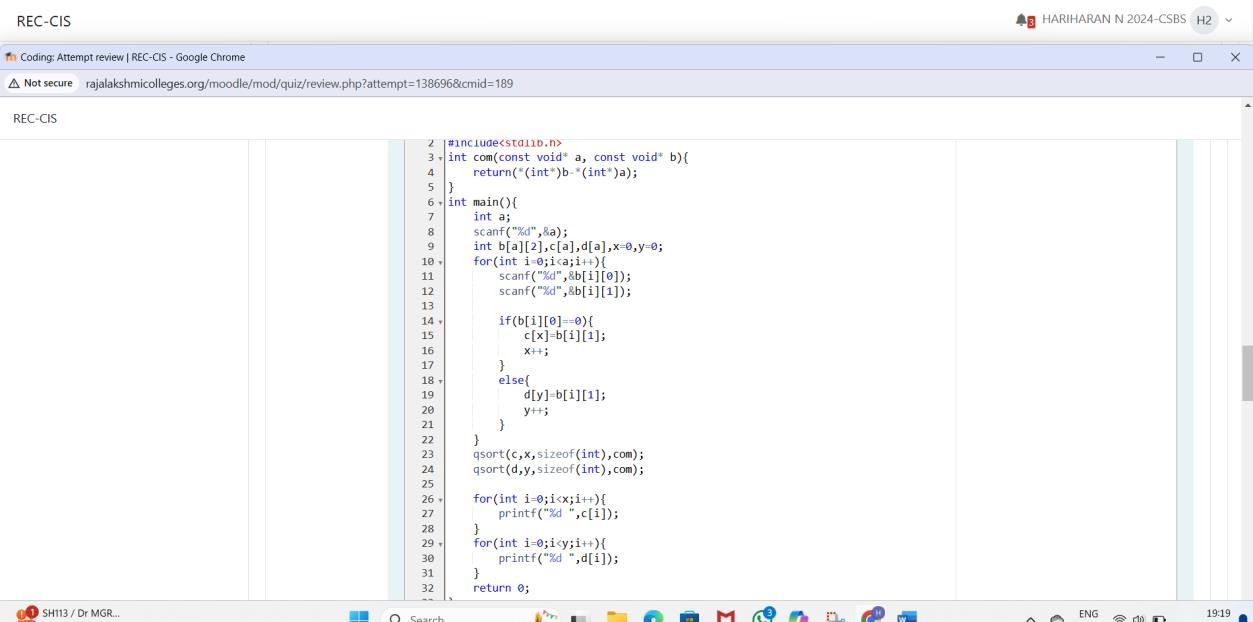 REC-CIS
3 HARIHARAN N 2024-CSBS H2
Coding: Attempt review | REC-CIS - Google Chrome
Not secure rajalakshmicolleges.org/moodle/mod/quiz/review.php?attempt=138696&cmid=189
REC-CIS
2 #include<stdlib.h>
3 int com(const void* a, const void* b){
4 return(*(int*)b-*(int*)a);
5 }
6 int main(){
7 int a;
8 scanf("%d",&a);
9 int b[a][2],c[a],d[a],x=0,y=0;
10 for(int i=0;i<a;i++){
11 scanf("%d",&b[i][0]);
12 scanf("%d",&b[i][1]);
13
14 if(b[i][0]==0){
15 c[x]=b[i][1];
16 x++;
17 }
18 else{
19 d[y]=b[i][1];
20 y++;
21 }
22 }
23 qsort(c,x,sizeof(int),com);
24 qsort(d,y,sizeof(int),com);
25
26 for(int i=0;i<x;i++){
27 printf("%d ",c[i]);
28 }
29 for(int i=0;i<y;i++){
30 printf("%d ",d[i]);
31 }
32 return 0;
1 SH113 / Dr MGR... Search 3 H W ENG 19:19